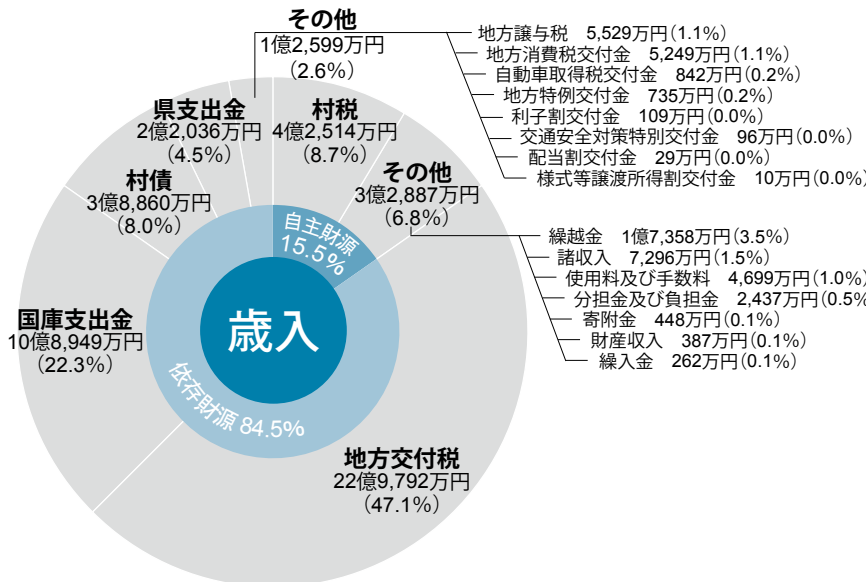 その他
1億2,599万円
(2.6%)
地方譲与税 5,529万円(1.1%)
地方消費税交付金 5,249万円(1.1%)
自動車取得税交付金 842万円(0.2%)
地方特例交付金 735万円(0.2%)
利子割交付金 109万円(0.0%)
交通安全対策特別交付金 96万円(0.0%)
配当割交付金 29万円(0.0%)
様式等譲渡所得割交付金 10万円(0.0%)
県支出金
2億2,036万円
(4.5%)
村税
4億2,514万円
(8.7%)
その他
3億2,887万円
(6.8%)
繰越金 1億7,358万円(3.5%)
諸収入 7,296万円(1.5%)
使用料及び手数料 4,699万円(1.0%)
分担金及び負担金 2,437万円(0.5%
寄附金 448万円(0.1%)
財産収入 387万円(0.1%)
繰入金 262万円(0.1%)
村債
3億8,860万円
(8.0%)
自主財源
15.5%
歳入
国庫支出金
10億8,949万円
(22.3%)
依存財源 84.5%
地方交付税
22億9,792万円
(47.1%)